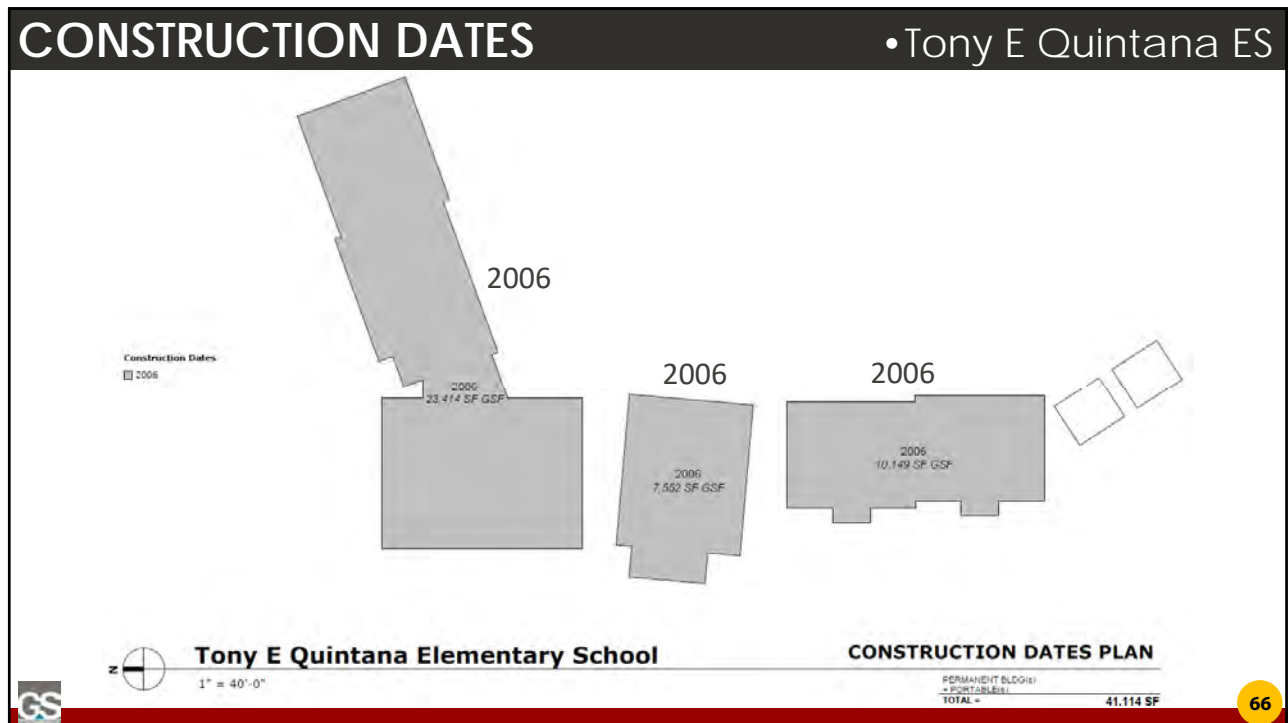 CONSTRUCTION DATES
•Tony E Quintana ES
2006
Construction Dates
2006
2006
2006
2006
23,414 SF GSF
2006
7,552 SF GSF
2006
10,149 SF GSF
N
Tony E Quintana Elementary School
1" = 40'-0"
CONSTRUCTION DATES PLAN
PERMANENT BLDG(s)
+ PORTABLE(s)
TOTAL =
41.114 SF
GS
66